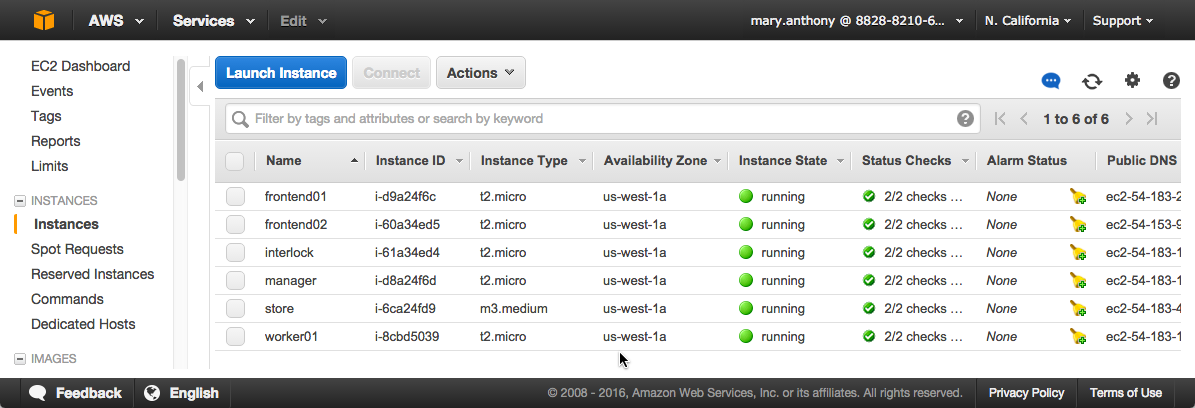 AWS Services Edit mary.anthony @ 8828-8210-6... N. California Support
EC2 Dashboard
Events
Tags
Reports
Limits
INSTANCES
Instances
Spot Requests
Reserved Instances
Commands
Dedicated Hosts
IMAGES
Launch Instance Connect Actions
Filter by tags and attributes or search by keyword 1 to 6 of 6
Name Instance ID Instance Type Availability Zone Instance State Status Checks Alarm Status Public DNS
frontend01 i-d9a24f6c t2.micro us-west-1a running 2/2 checks ... None ec2-54-183-2
frontend02 i-60a34ed5 t2.micro us-west-1a running 2/2 checks ... None ec2-54-153-9
interlock i-61a34ed4 t2.micro us-west-1a running 2/2 checks ... None ec2-54-183-1
manager i-d8a24f6d t2.micro us-west-1a running 2/2 checks ... None ec2-54-183-1
store i-6ca24fd9 m3.medium us-west-1a running 2/2 checks ... None ec2-54-183-4
worker01 i-8cbd5039 t2.micro us-west-1a running 2/2 checks ... None ec2-54-183-1
Feedback English © 2008 - 2016, Amazon Web Services, Inc. or its affiliates. All rights reserved. Privacy Policy Terms of Use